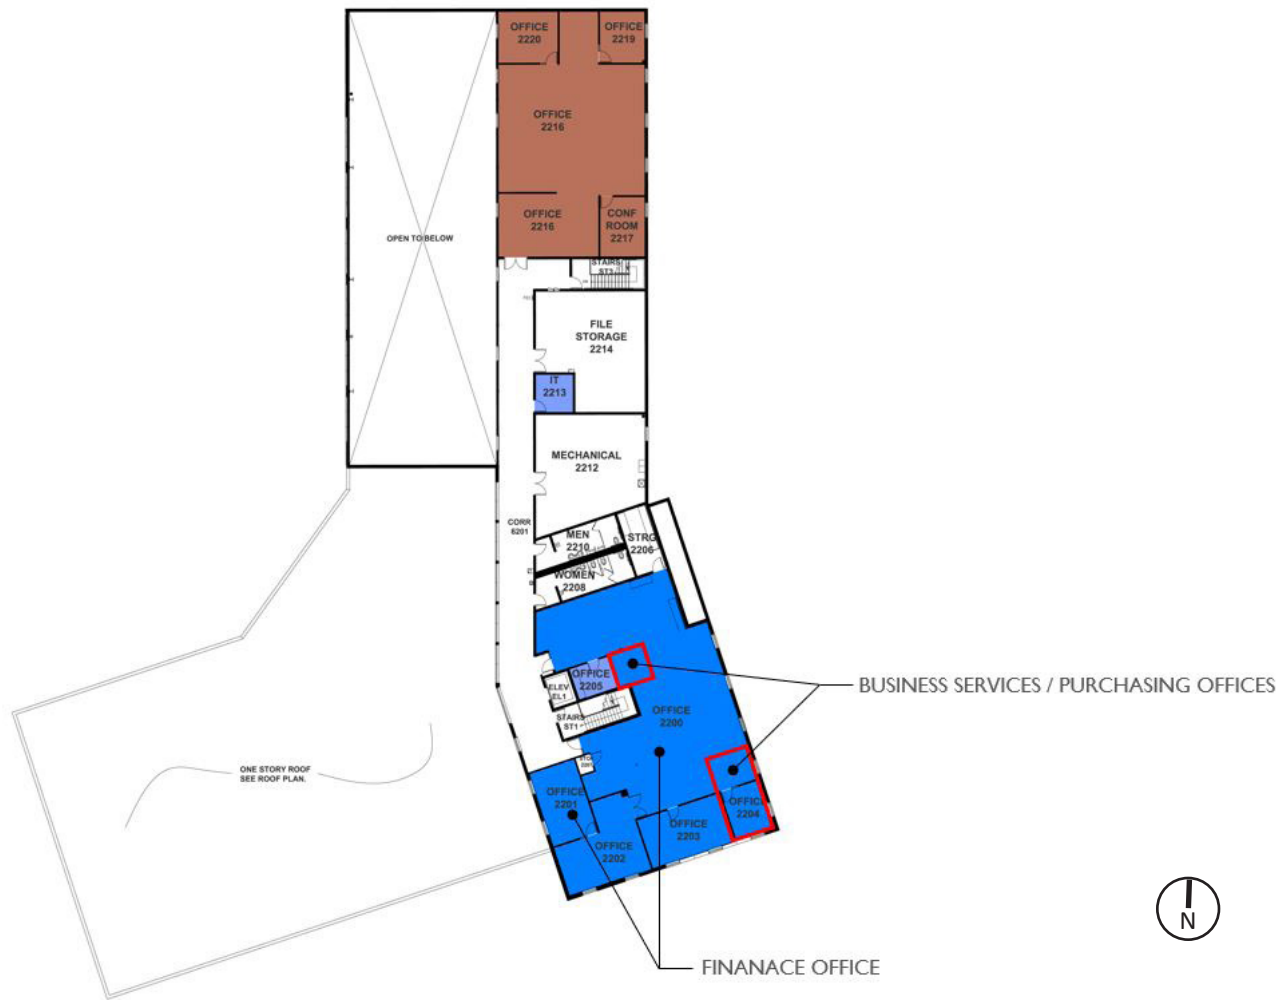 OFFICE
2220
OFFICE
2219
OFFICE
2216
OFFICE
2216
CONF
ROOM
2217
OPEN TO BELOW
STAIRS
ST3
FILE
STORAGE
2214
IT
2213
MECHANICAL
2212
CORR
6201
MEN
2210
STRG
2206
WOMEN
2208
OFFICE
2205
ELEV
EL1
STAIRS
ST1
OFFICE
2200
BUSINESS SERVICES / PURCHASING OFFICES
ONE STORY ROOF
SEE ROOF PLAN.
OFFICE
2201
OFFICE
2204
OFFICE
2203
OFFICE
2202
N
FINANACE OFFICE